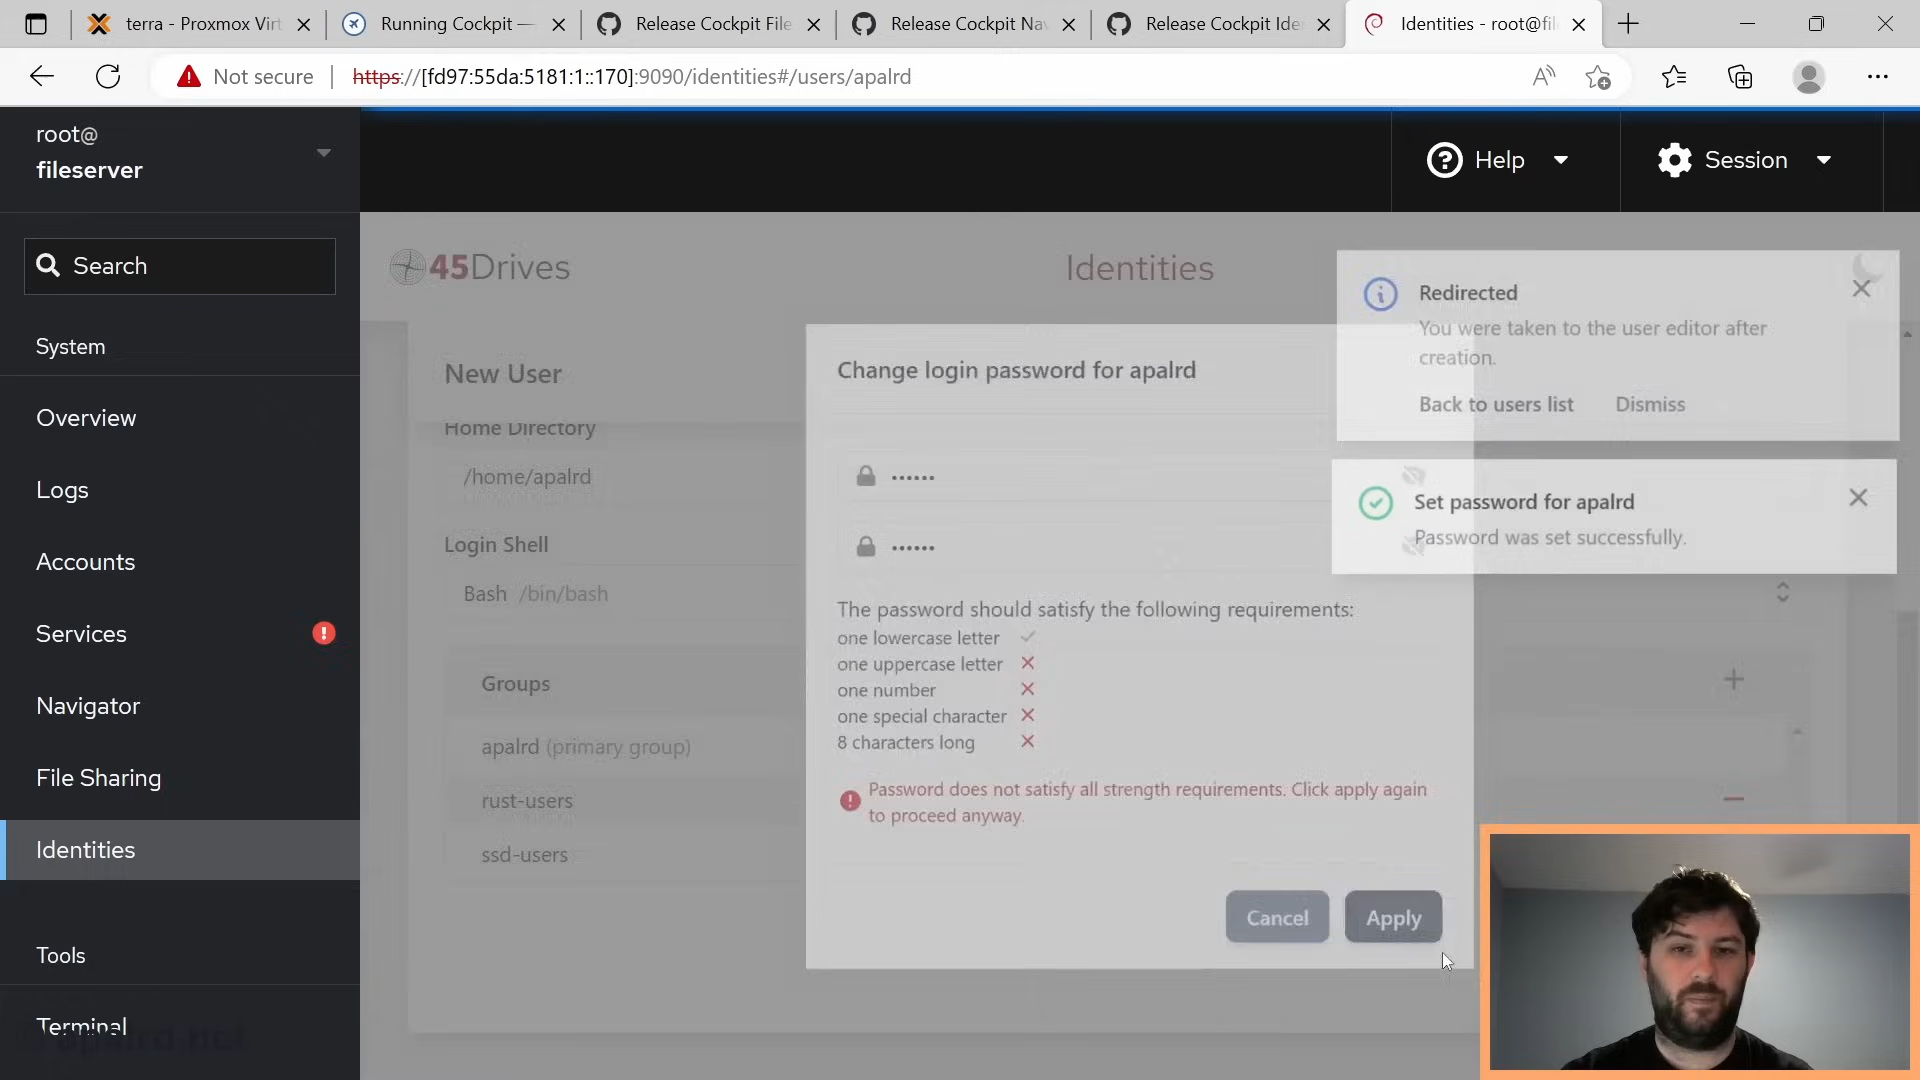 terra - Proxmox Virt
Running Cockpit —
Release Cockpit File
Release Cockpit Nav
Release Cockpit Ide
Identities - root@fil
Not secure
https://[fd97:55da:5181:1::170]:9090/identities#/users/apalrd
root@
fileserver
Help
Session
Search
System
Overview
Logs
Accounts
Services
Navigator
File Sharing
Identities
Tools
Terminal
apalrd.net
45Drives
Identities
New User
Home Directory
/home/apalrd
Login Shell
Bash /bin/bash
Groups
apalrd (primary group)
rust-users
ssd-users
Change login password for apalrd
••••••
••••••
The password should satisfy the following requirements:
one lowercase letter
one uppercase letter
one number
one special character
8 characters long
Password does not satisfy all strength requirements. Click apply again
to proceed anyway.
Cancel
Apply
Redirected
You were taken to the user editor after
creation.
Back to users list
Dismiss
Set password for apalrd
Password was set successfully.